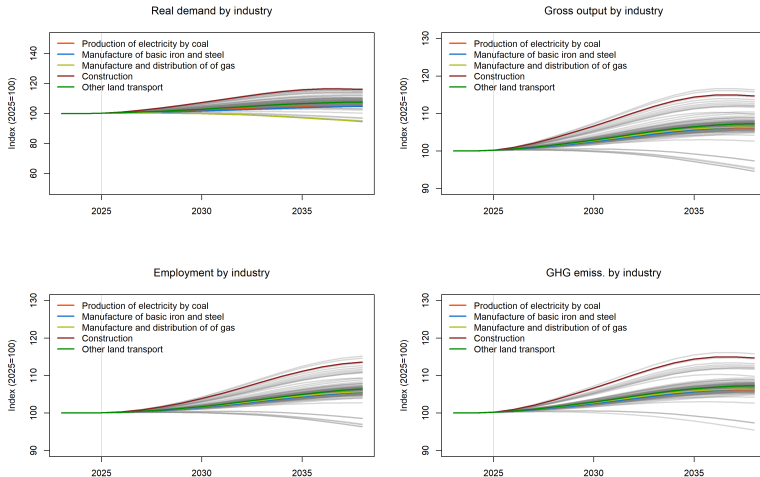 Real demand by industry
Index (2025=100)
140
120
100
80
60
Production of electricity by coal
Manufacture of basic iron and steel
Manufacture and distribution of of gas
Construction
Other land transport
2025
2030
2035
Gross output by industry
Index (2025=100)
130
120
110
100
90
Production of electricity by coal
Manufacture of basic iron and steel
Manufacture and distribution of of gas
Construction
Other land transport
2025
2030
2035
Employment by industry
Index (2025=100)
130
120
110
100
90
Production of electricity by coal
Manufacture of basic iron and steel
Manufacture and distribution of of gas
Construction
Other land transport
2025
2030
2035
GHG emiss. by industry
Index (2025=100)
130
120
110
100
90
Production of electricity by coal
Manufacture of basic iron and steel
Manufacture and distribution of of gas
Construction
Other land transport
2025
2030
2035